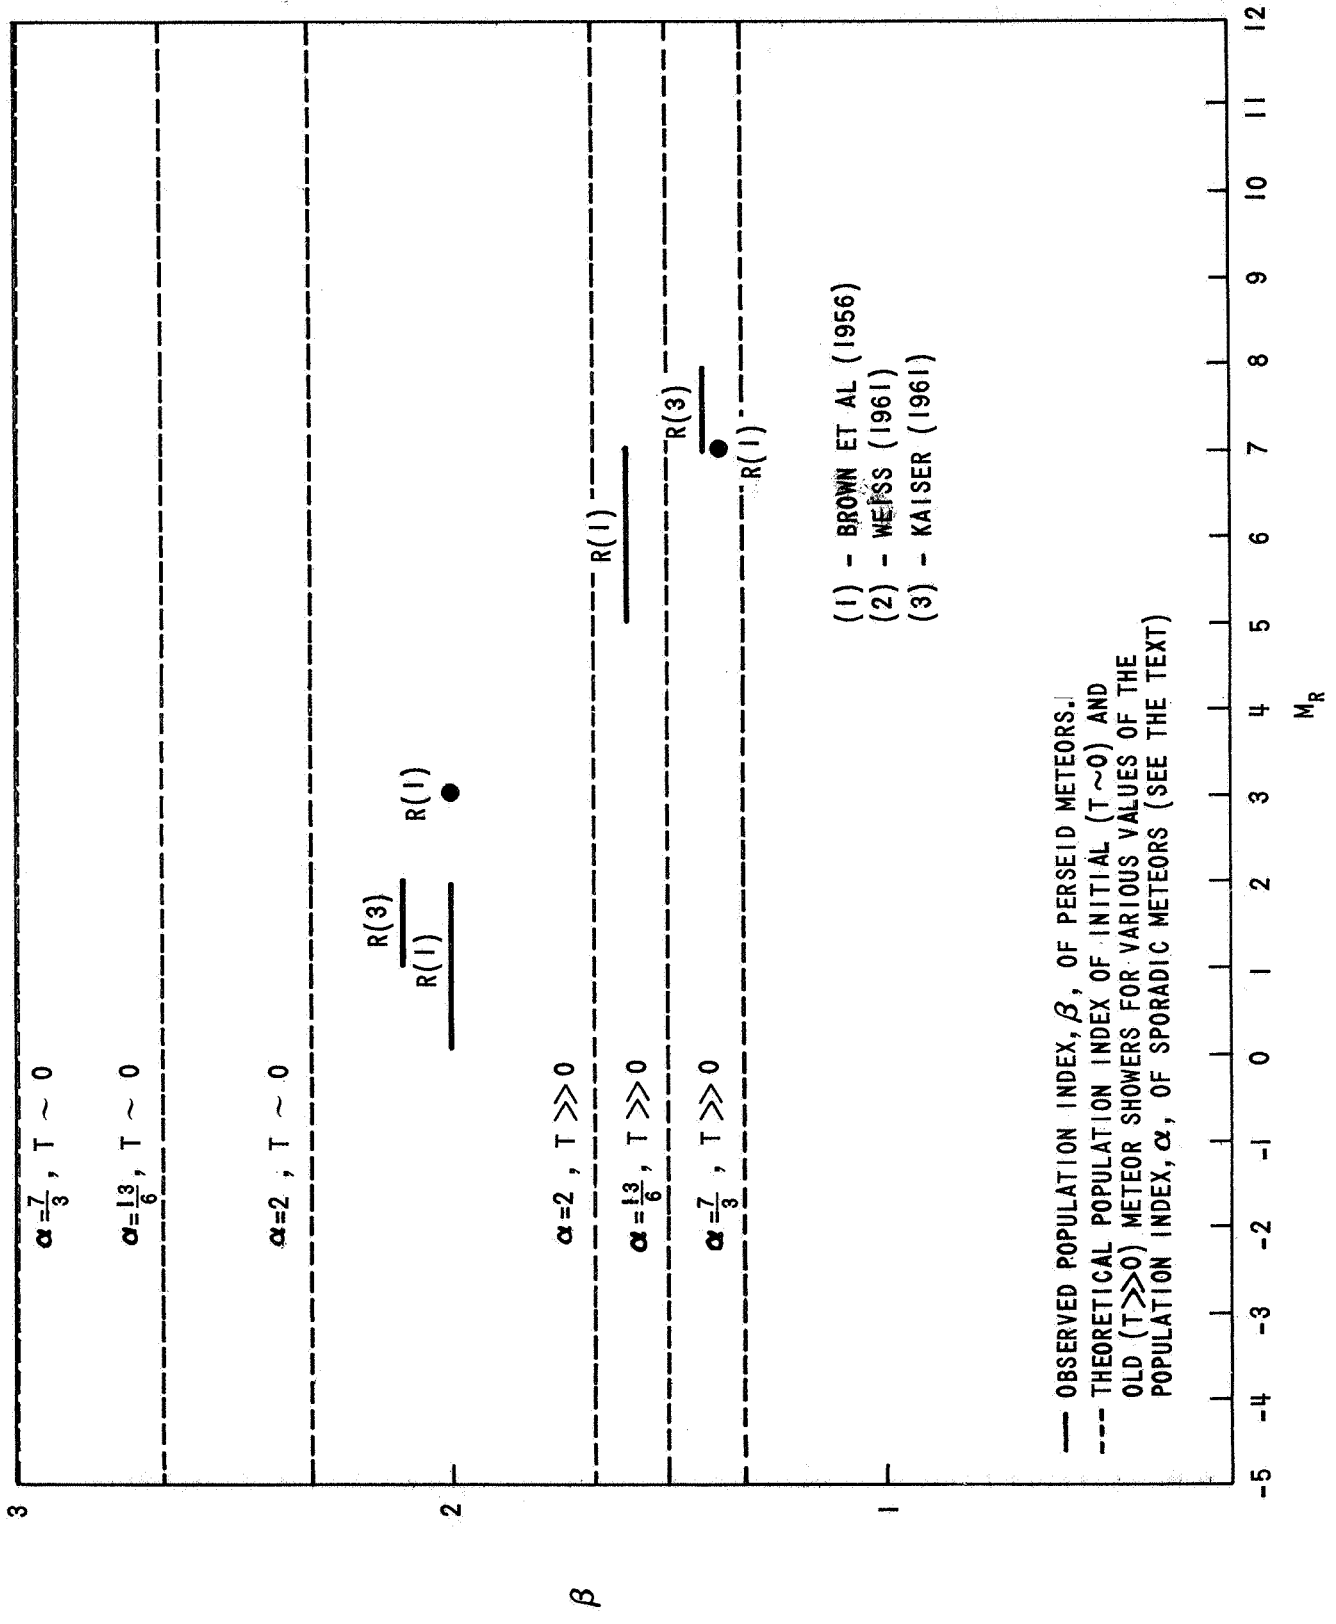 3
2
1
β
α=7/3, T ~ 0
α=13/6, T ~ 0
α=2, T ~ 0
α=2, T >>> 0
α=13/6, T >>> 0
α=7/3, T >>> 0
R(3)
R(1)
R(1)
R(1)
R(3)
R(1)
(1) - BROWN ET AL (1956)
(2) - WEISS (1961)
(3) - KAISER (1961)
— OBSERVED POPULATION INDEX, β, OF PERSEID METEORS.
--- THEORETICAL POPULATION INDEX OF INITIAL (T~0) AND
OLD (T>>>0) METEOR SHOWERS FOR VARIOUS VALUES OF THE
POPULATION INDEX, α, OF SPORADIC METEORS (SEE THE TEXT)
-5 -4 -3 -2 -1 0 1 2 3 4 5 6 7 8 9 10 11 12
M_R